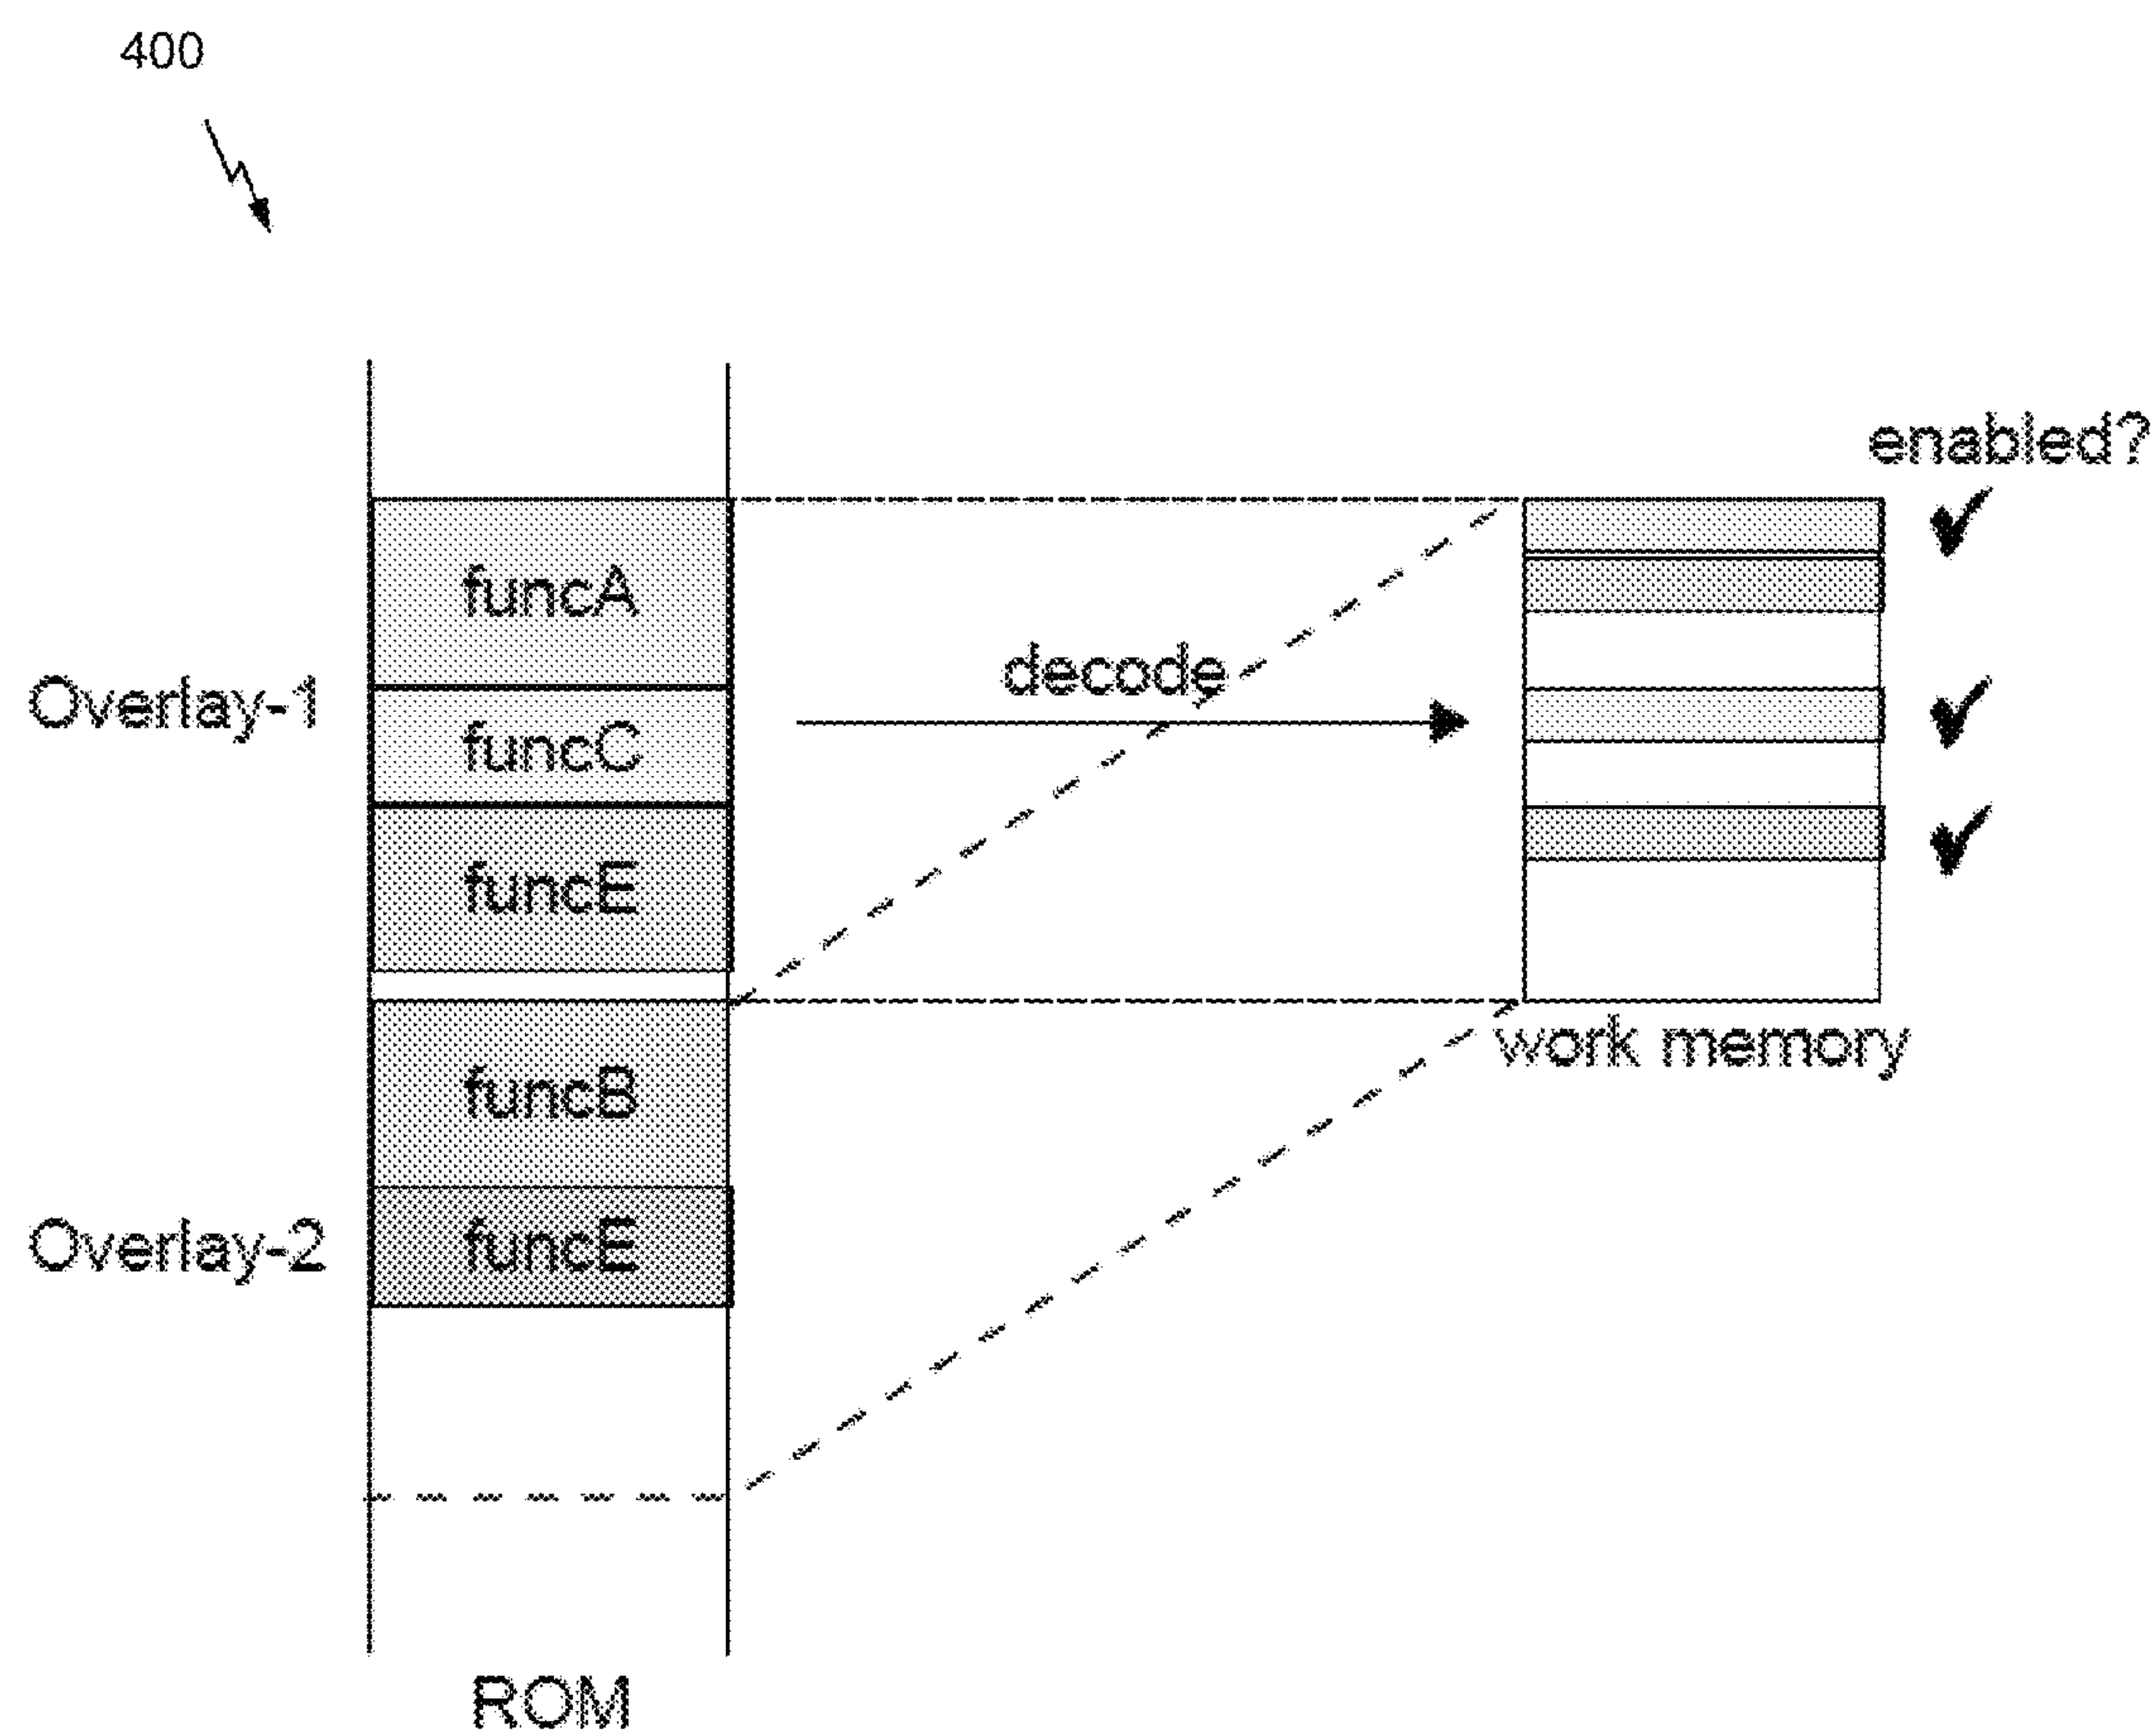 400
enabled?
funcA
decode
Overlay-1
funcC
funcE
work memory
funcB
Overlay-2
funcE
ROM